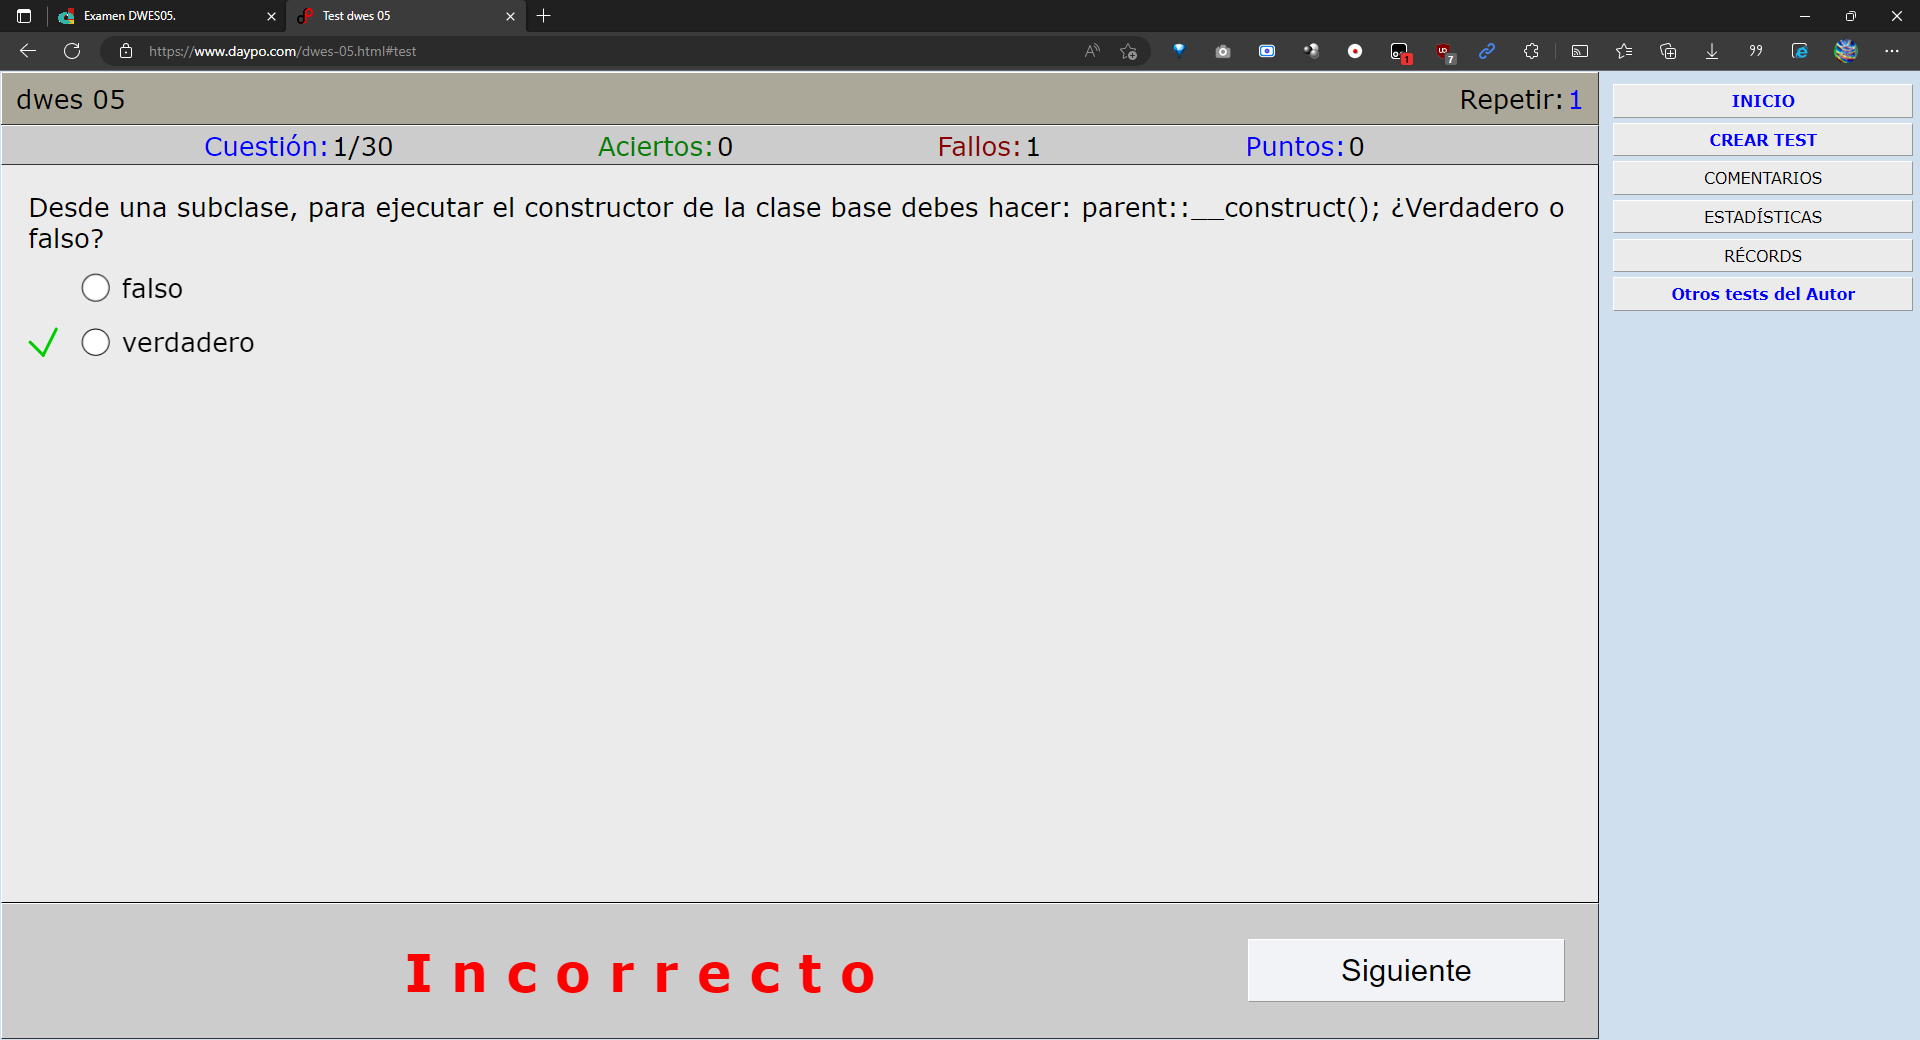 Examen DWES05.
Test dwes 05
https://www.daypo.com/dwes-05.html#test
1
7
dwes 05
Repetir: 1
Cuestión: 1/30
Aciertos: 0
Fallos: 1
Puntos: 0
Desde una subclase, para ejecutar el constructor de la clase base debes hacer: parent::__construct(); ¿Verdadero o
falso?
falso
verdadero
Incorrecto
Siguiente
INICIO
CREAR TEST
COMENTARIOS
ESTADÍSTICAS
RÉCORDS
Otros tests del Autor